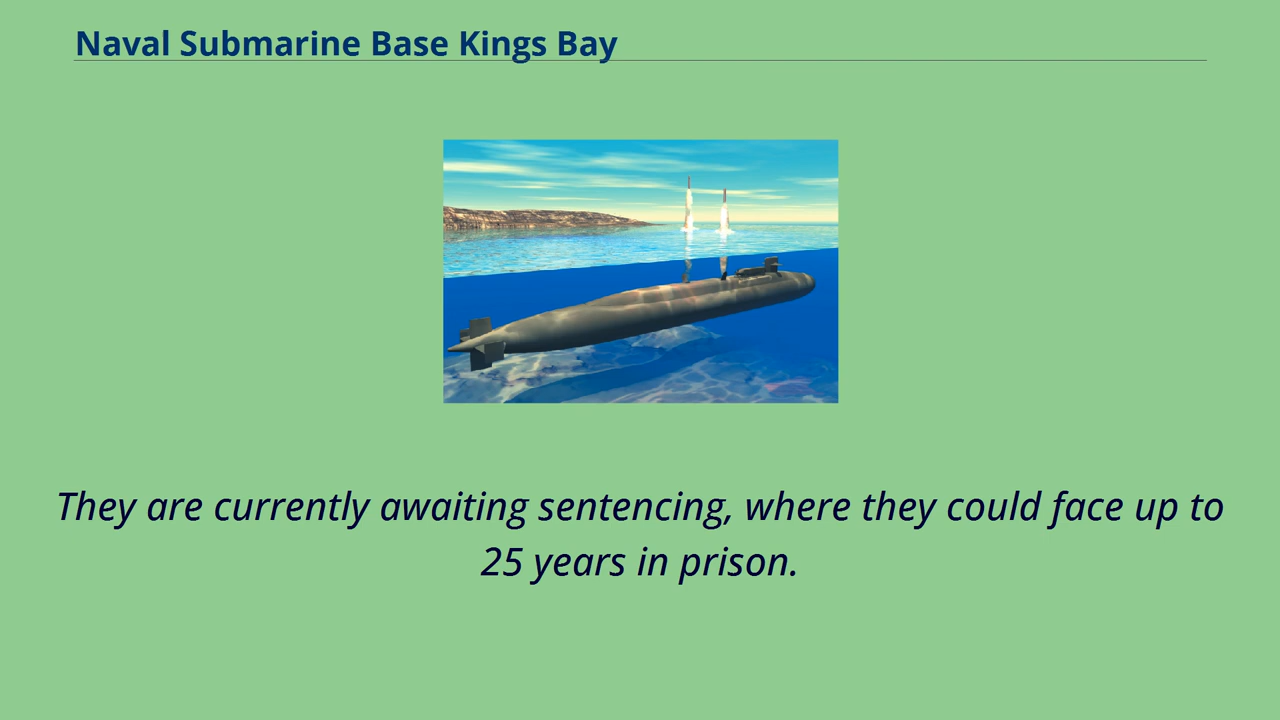 Naval Submarine Base Kings Bay
They are currently awaiting sentencing, where they could face up to
25 years in prison.